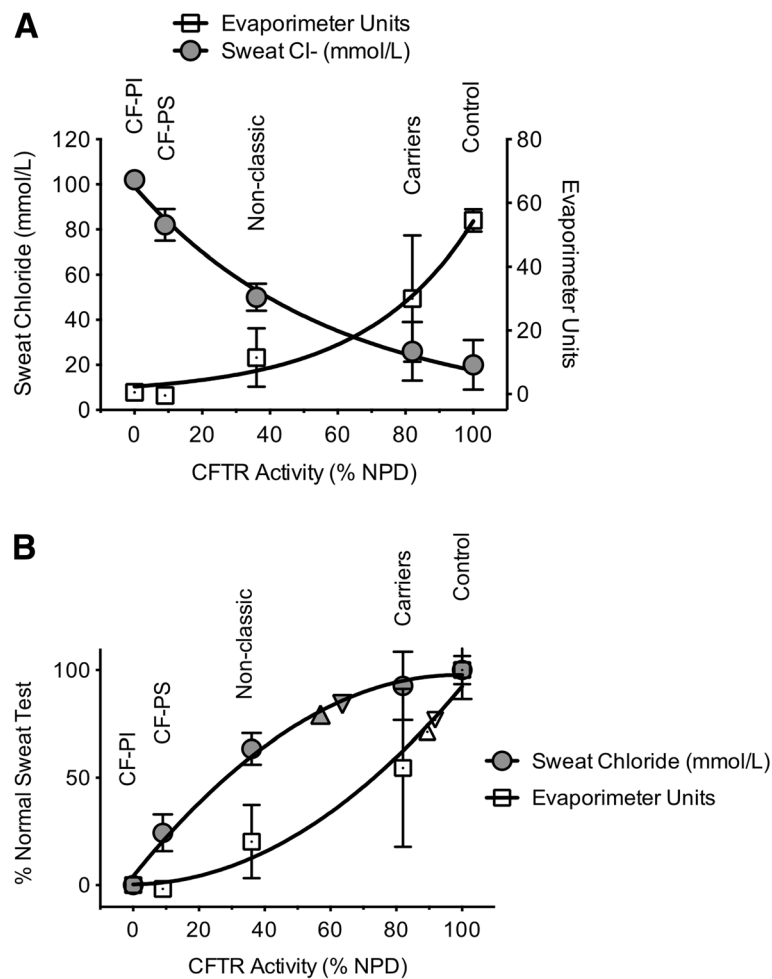 A
Evaporimeter Units
Sweat Cl- (mmol/L)
CF-PI
CF-PS
Non-classic
Carriers
Control
Sweat Chloride (mmol/L)
120
100
80
60
40
20
0
80
60
40
20
0
Evaporimeter Units
0 20 40 60 80 100
CFTR Activity (% NPD)
B
CF-PI
CF-PS
Non-classic
Carriers
Control
% Normal Sweat Test
100
50
0
Sweat Chloride (mmol/L)
Evaporimeter Units
0 20 40 60 80 100
CFTR Activity (% NPD)